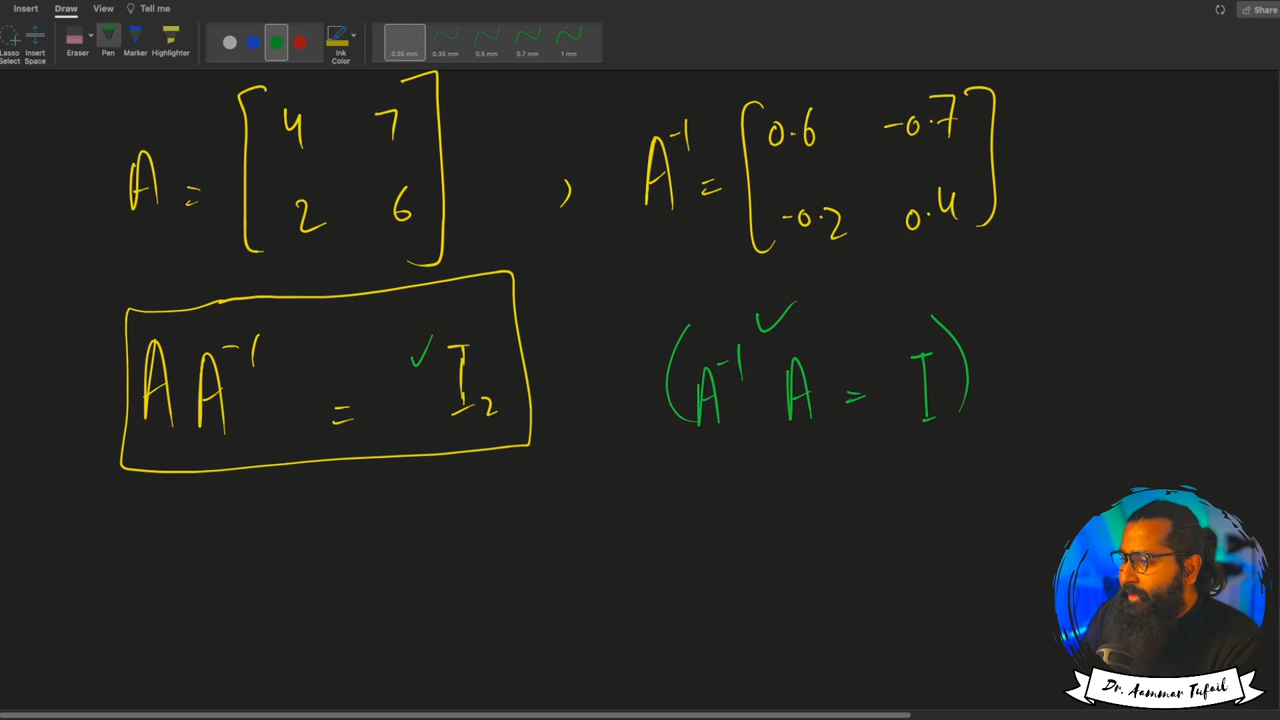 Insert Draw View Tell me
Share
Lasso Select
Insert Space
Eraser
Pen
Marker
Highlighter
Ink Color
0.25 mm
0.35 mm
0.5 mm
0.7 mm
1 mm
A = [ 4 7
2 6 ] , A⁻¹ = [ 0.6 -0.7
-0.2 0.4 ]
A A⁻¹ = ✓ I₂
( A⁻¹ A = I ) ✓
Dr. Aammar Tufail